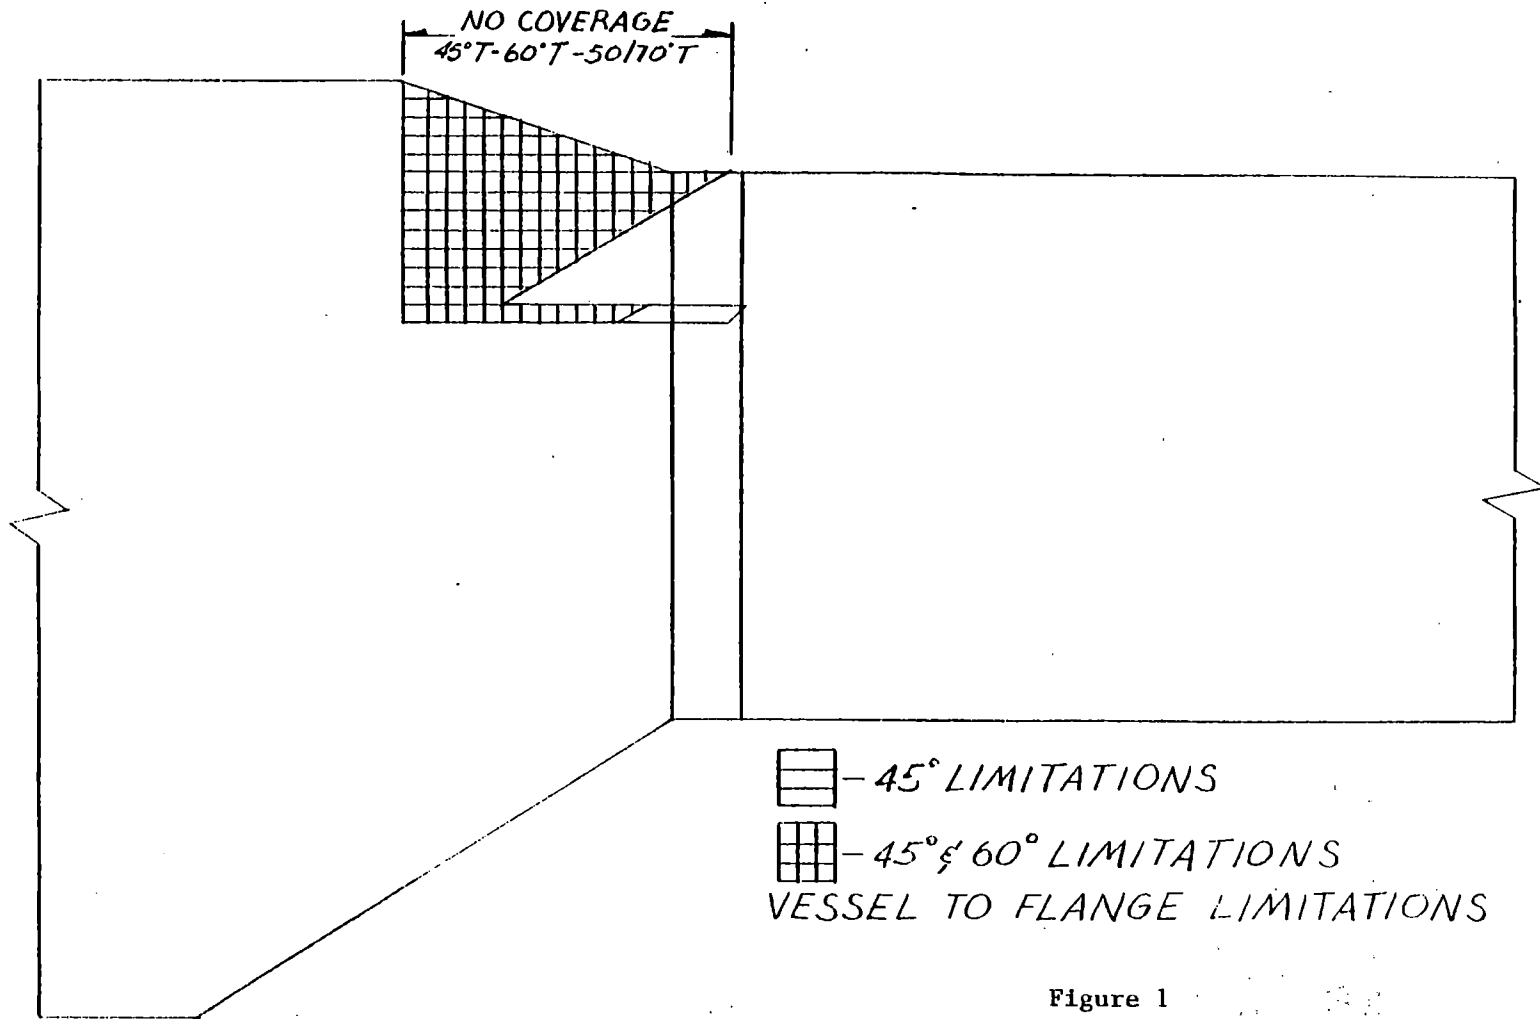 NO COVERAGE
45°T-60°T-50/70°T
- 45° LIMITATIONS
- 45° & 60° LIMITATIONS
VESSEL TO FLANGE LIMITATIONS
Figure 1